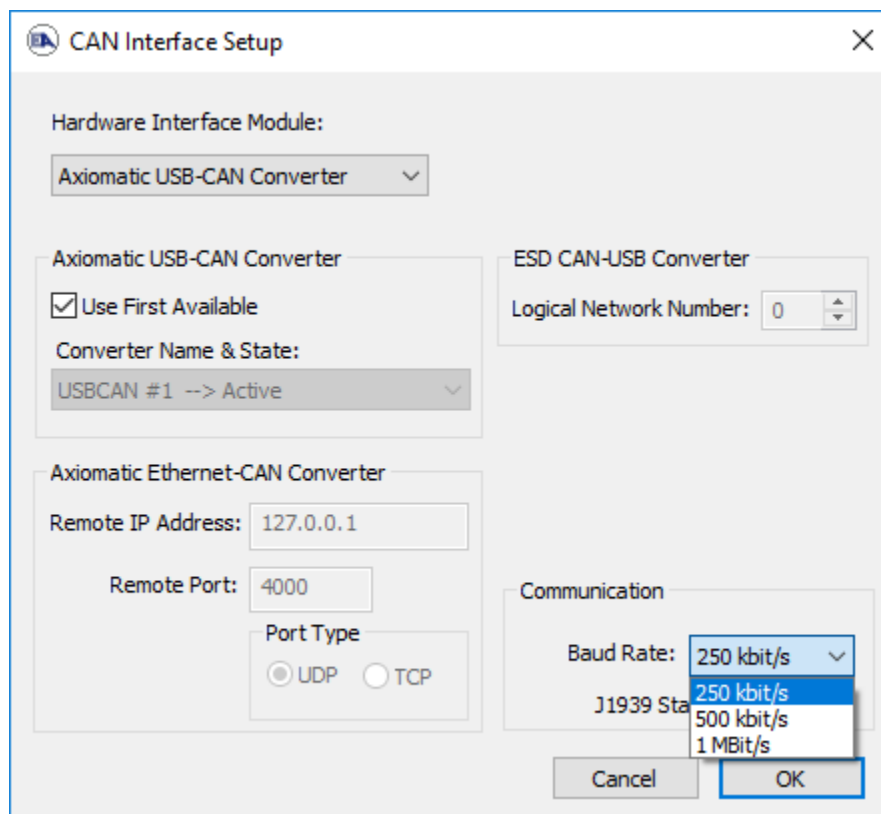 CAN Interface Setup
Hardware Interface Module:
Axiomatic USB-CAN Converter
Axiomatic USB-CAN Converter
Use First Available
Converter Name & State:
USBCAN #1 --> Active
ESD CAN-USB Converter
Logical Network Number: 0
Axiomatic Ethernet-CAN Converter
Remote IP Address: 127.0.0.1
Remote Port: 4000
Port Type
UDP TCP
Communication
Baud Rate: 250 kbit/s
250 kbit/s
J1939
500 kbit/s
1 MBit/s
Cancel OK